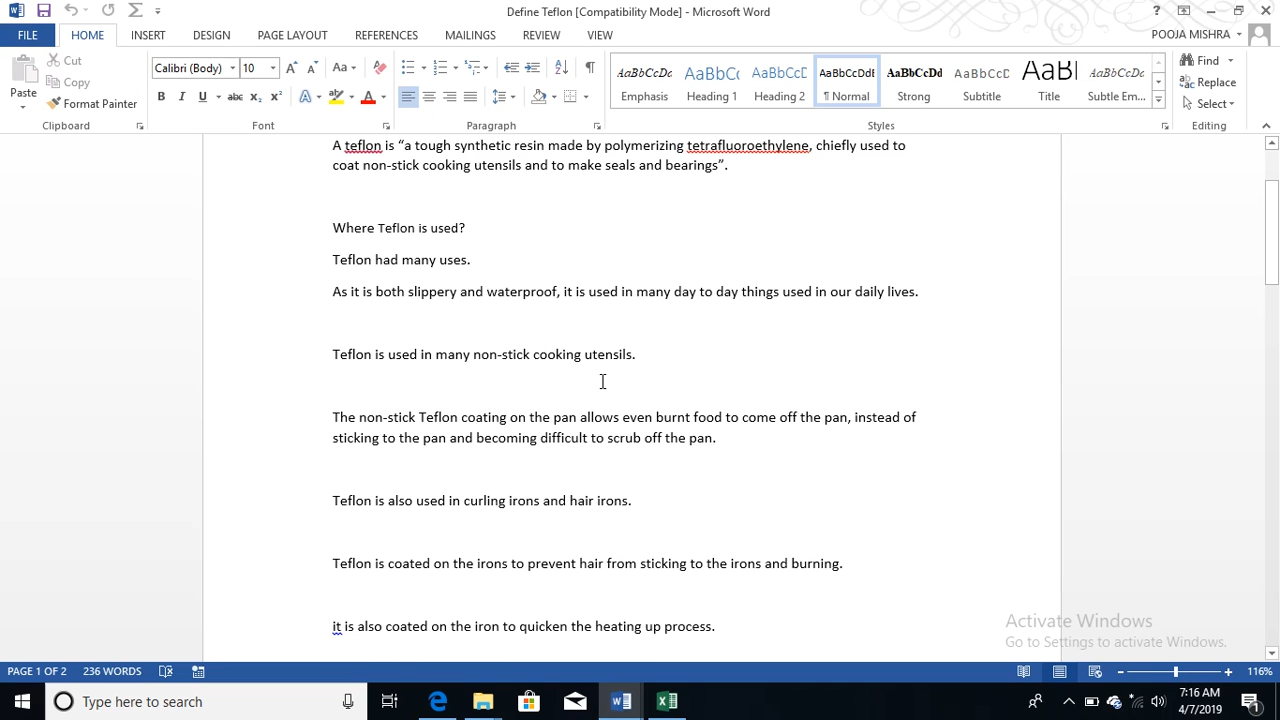 Define Teflon [Compatibility Mode] - Microsoft Word
FILE HOME INSERT DESIGN PAGE LAYOUT REFERENCES MAILINGS REVIEW VIEW POOJA MISHRA
Paste
Cut
Copy
Format Painter
Clipboard
Calibri (Body) 10
Font
Paragraph
AaBbCcDc AaBbC( AaBbCcD AaBbCcDdE AaBbCcDd AaBbCcD AaBl AaBbCcDc
Emphasis Heading 1 Heading 2 ¶ Normal Strong Subtitle Title Subtle Em...
Styles
Find
Replace
Select
Editing
A teflon is “a tough synthetic resin made by polymerizing tetrafluoroethylene, chiefly used to
coat non-stick cooking utensils and to make seals and bearings”.
Where Teflon is used?
Teflon had many uses.
As it is both slippery and waterproof, it is used in many day to day things used in our daily lives.
Teflon is used in many non-stick cooking utensils.
The non-stick Teflon coating on the pan allows even burnt food to come off the pan, instead of
sticking to the pan and becoming difficult to scrub off the pan.
Teflon is also used in curling irons and hair irons.
Teflon is coated on the irons to prevent hair from sticking to the irons and burning.
it is also coated on the iron to quicken the heating up process.
Activate Windows
Go to Settings to activate Windows.
PAGE 1 OF 2 236 WORDS 116%
Type here to search
7:16 AM
4/7/2019